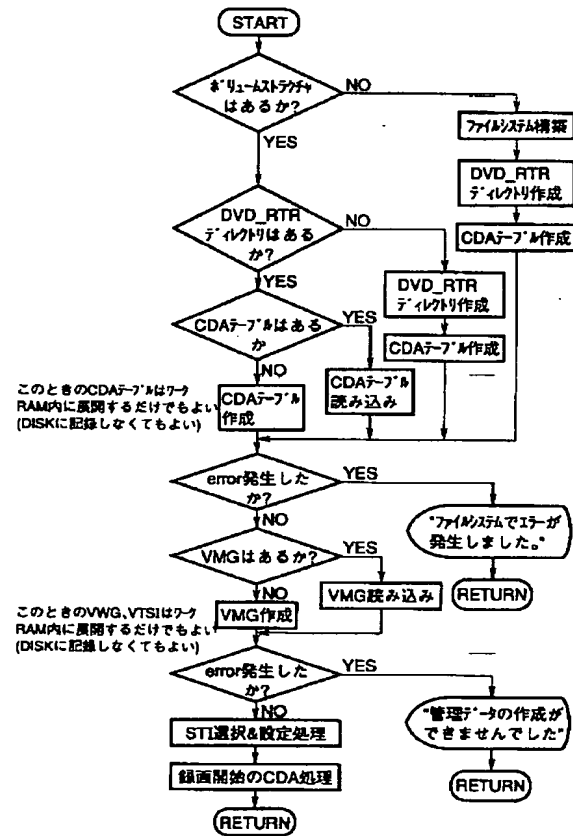 START
ボリュームストラクチャ
はあるか?
NO
YES
ファイルシステム構築
DVD_RTR
ディレクトリ作成
CDAテーブル作成
DVD_RTR
ディレクトリはある
か?
NO
YES
DVD_RTR
ディレクトリ作成
CDAテーブル作成
CDAテーブルはある
か
YES
NO
CDAテーブル
読み込み
このときのCDAテーブルはワーク
RAM内に展開するだけでもよい
(DISKに記録しなくてもよい)
CDAテーブル
作成
error発生した
か?
YES
NO
"ファイルシステムでエラーが
発生しました。"
RETURN
VMGはあるか?
YES
NO
VMG読み込み
このときのVWG、VTSIはワーク
RAM内に展開するだけでもよい
(DISKに記録しなくてもよい)
VMG作成
error発生した
か?
YES
NO
"管理データの作成が
できませんでした"
RETURN
STI選択&設定処理
録画開始のCDA処理
RETURN